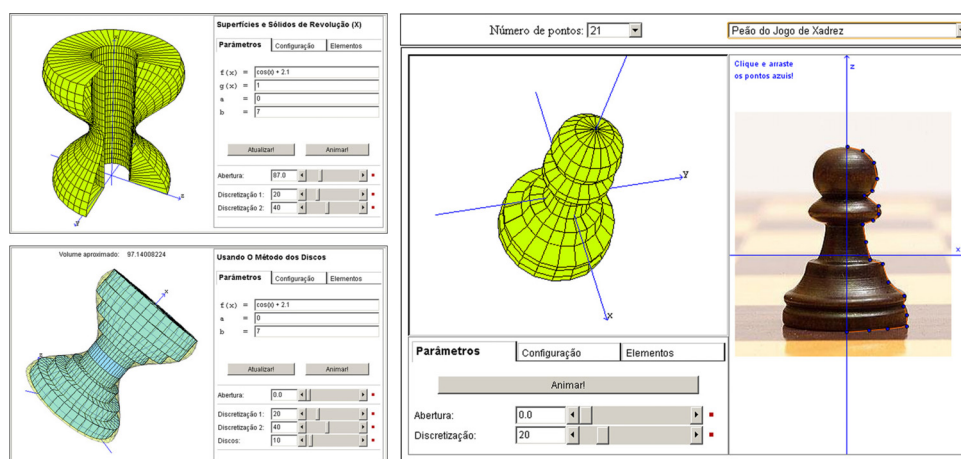 Superfícies e Sólidos de Revolução (X)
Parâmetros Configuração Elementos
f(x) = cos(x) + 2.1
g(x) = 1
a = 0
b = 7
Atualizar! Animar!
Abertura: 87.0
Discretização 1: 20
Discretização 2: 40
Volume aproximado: 97.14008224
Usando O Método dos Discos
Parâmetros Configuração Elementos
f(x) = cos(x) + 2.1
a = 0
b = 7
Atualizar! Animar!
Abertura: 0.0
Discretização 1: 20
Discretização 2: 40
Discos: 10
Número de pontos: 21 Peão do Jogo de Xadrez
Clique e arraste
os pontos azuis!
z
x
Y
X
Parâmetros Configuração Elementos
Animar!
Abertura: 0.0
Discretização: 20